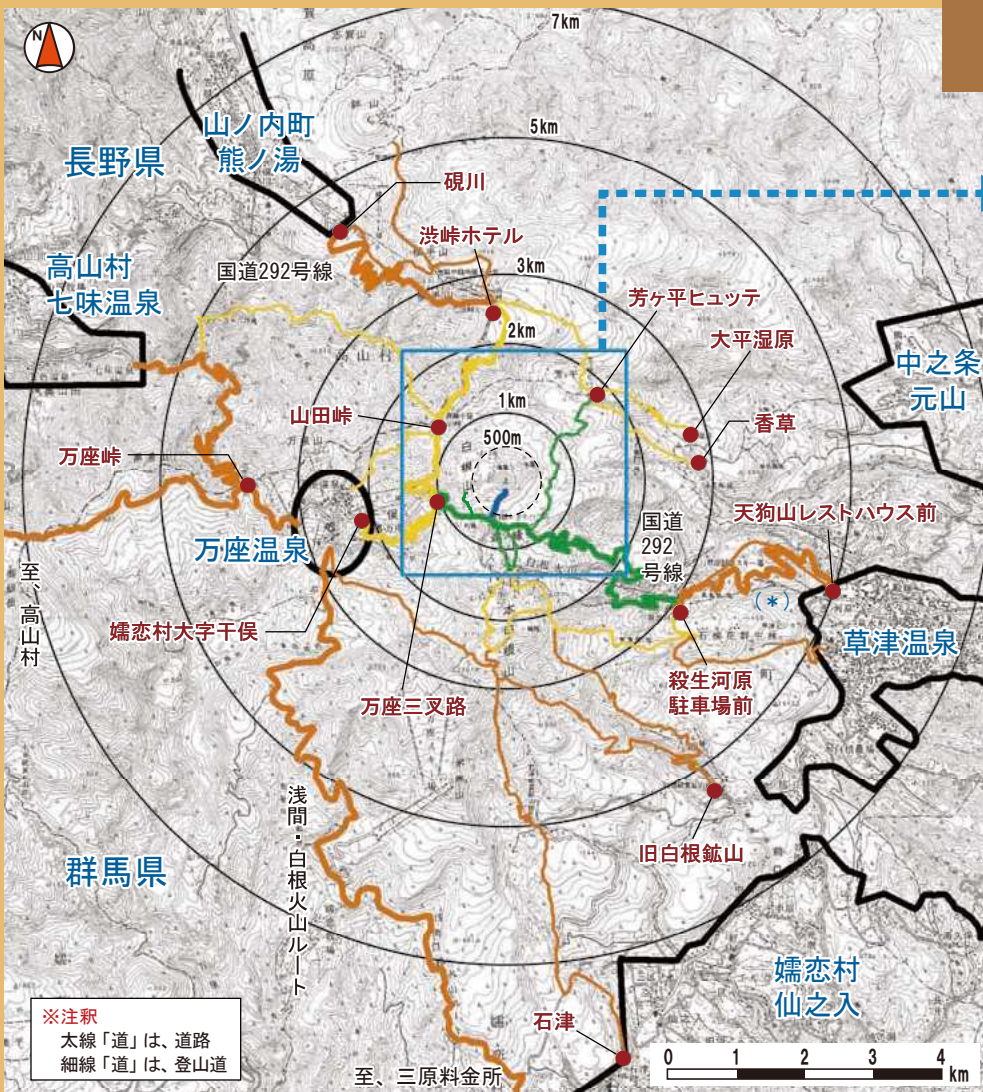 N
7km
5km
3km
2km
1km
500m
長野県
山ノ内町
熊ノ湯
硯川
渋峠ホテル
国道292号線
高山村
七味温泉
芳ヶ平ヒュッテ
大平湿原
中之条
元山
山田峠
香草
万座峠
天狗山レストハウス前
国道
292
号線
万座温泉
(*)
至、高山村
嬬恋村大字干俣
草津温泉
殺生河原
駐車場前
万座三叉路
浅間・白根火山ルート
旧白根鉱山
群馬県
嬬恋村
仙之入
石津
※注釈
太線「道」は、道路
細線「道」は、登山道
至、三原料金所
0 1 2 3 4
km